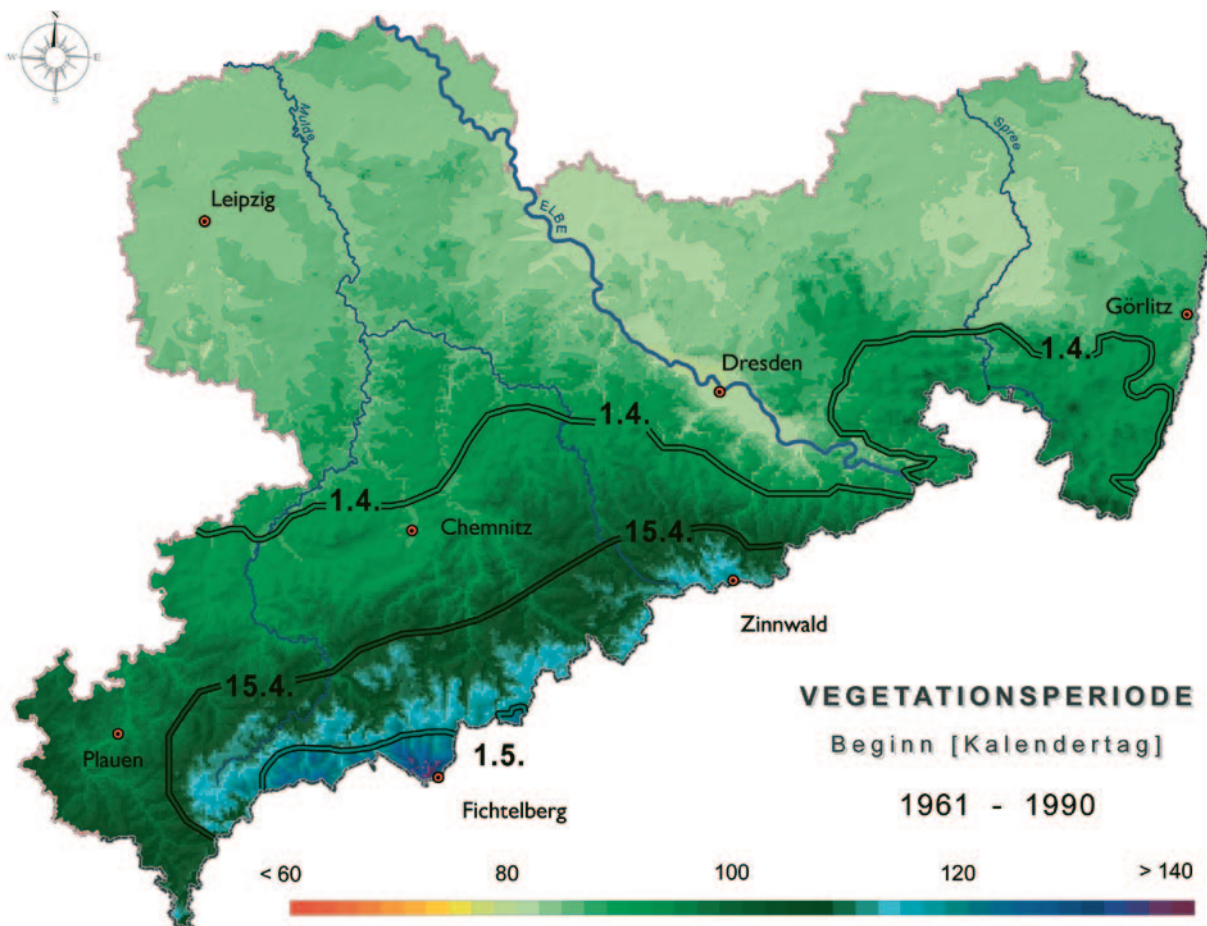 N
W
E
S
Mulde
Spree
Leipzig
ELBE
Görlitz
Dresden
1.4.
1.4.
1.4.
Chemnitz
15.4.
Zinnwald
15.4.
VEGETATIONSPERIODE
Plauen
Beginn [Kalendertag]
1.5.
Fichtelberg
1961 - 1990
< 60 80 100 120 > 140